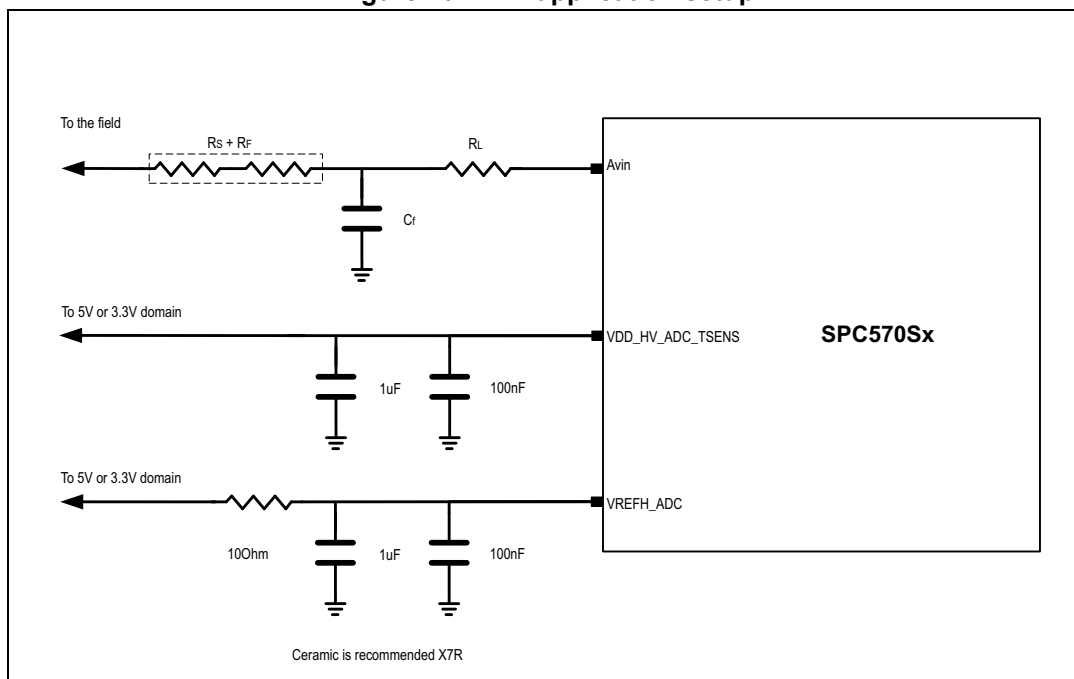 To the field
RS + RF
RL
Avin
Cf
To 5V or 3.3V domain
VDD_HV_ADC_TSENS
SPC570Sx
1uF
100nF
To 5V or 3.3V domain
VREFH_ADC
10Ohm
1uF
100nF
Ceramic is recommended X7R